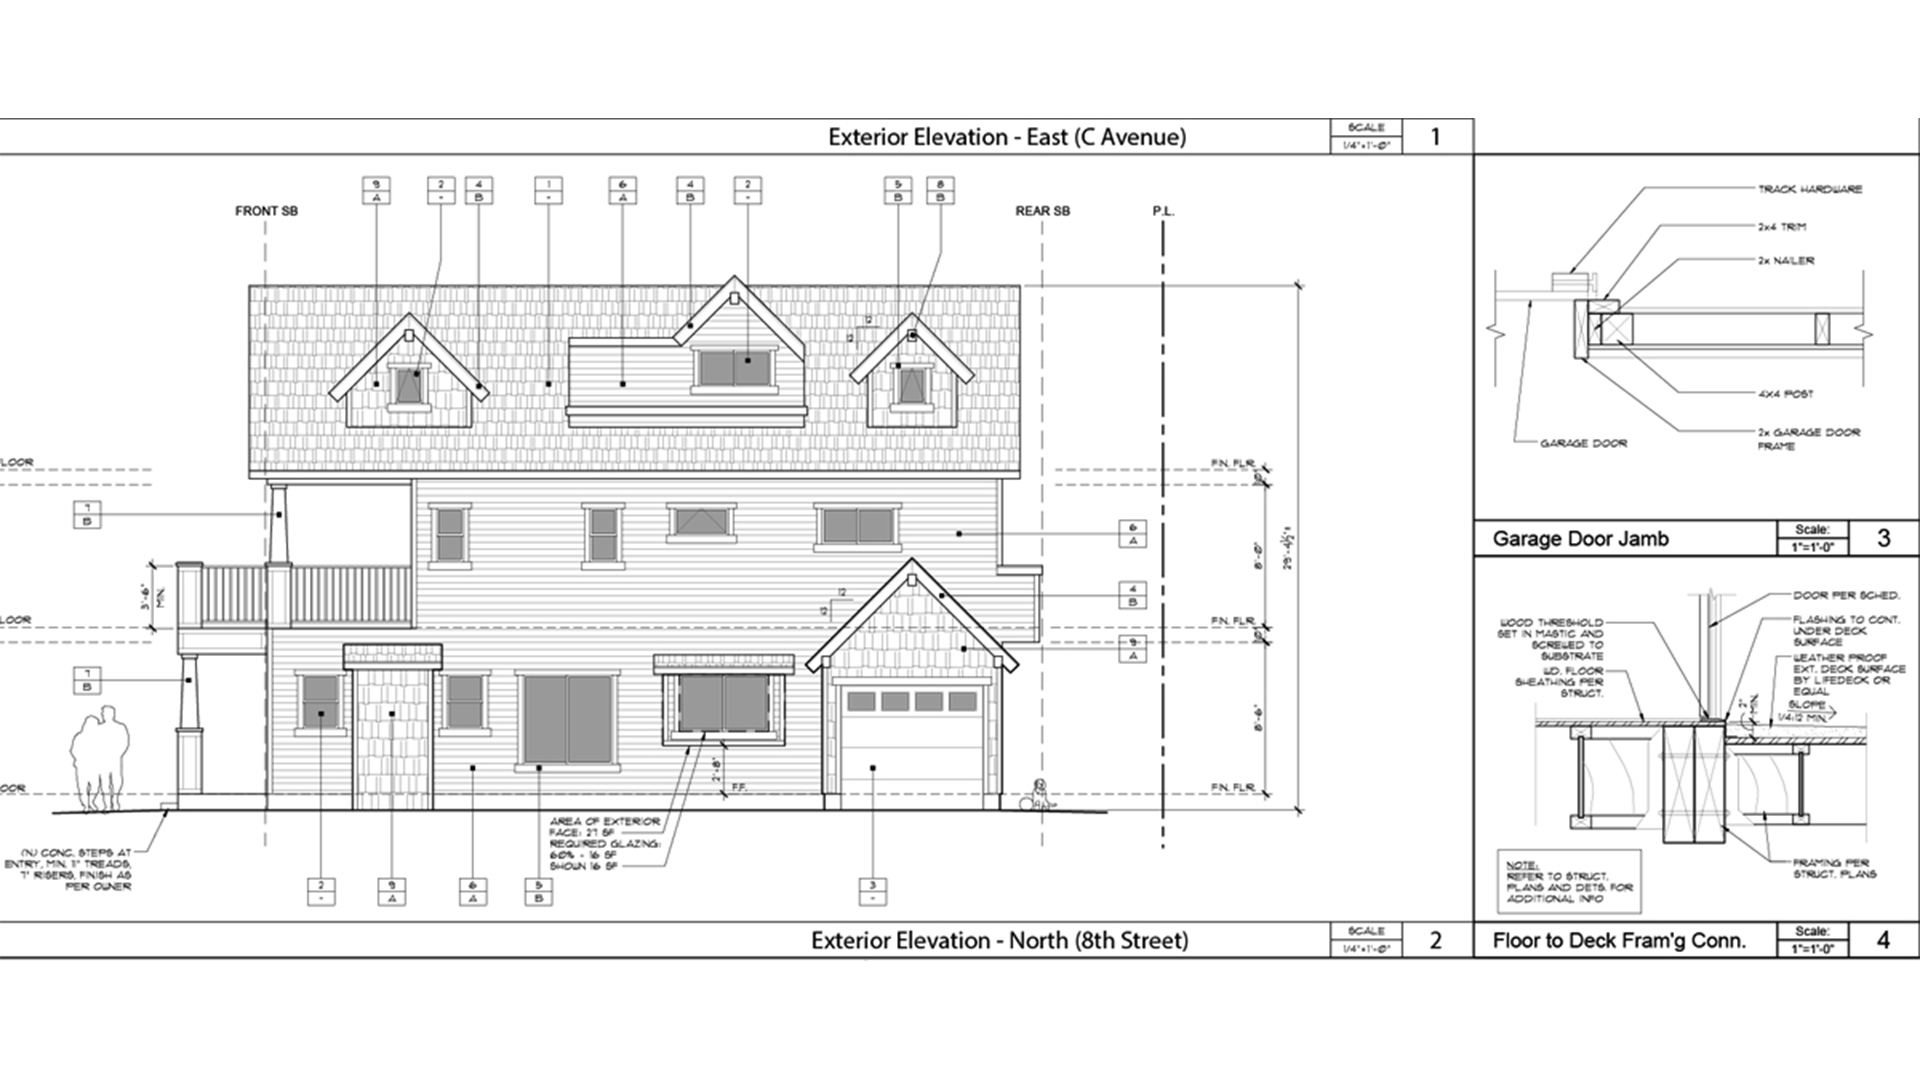 Exterior Elevation - East (C Avenue)
SCALE
1/4"=1'-0"
1
9
A
2
-
4
B
1
-
6
A
4
B
2
-
5
B
8
B
FRONT SB
REAR SB
P.L.
12
12
LOOR
FIN. FLR.
7
B
6
A
8'-0"
29'-4½"±
3'-6"
MIN.
12
12
4
B
LOOR
FIN. FLR.
9
A
7
B
8'-6"
2'-8"
F.F.
OOR
FIN. FLR.
(N) CONC. STEPS AT
ENTRY, MIN. 11" TREADS,
7" RISERS, FINISH AS
PER OWNER
AREA OF EXTERIOR
FACE: 27 SF
REQUIRED GLAZING:
60% - 16 SF
SHOWN 16 SF
2
-
9
A
6
A
5
B
3
-
Exterior Elevation - North (8th Street)
SCALE
1/4"=1'-0"
2
TRACK HARDWARE
2x4 TRIM
2x NAILER
4X4 POST
2x GARAGE DOOR
FRAME
GARAGE DOOR
Garage Door Jamb
Scale:
1"=1'-0"
3
DOOR PER SCHED.
WOOD THRESHOLD
SET IN MASTIC AND
SCREWED TO
SUBSTRATE
WD. FLOOR
SHEATHING PER
STRUCT.
FLASHING TO CONT.
UNDER DECK
SURFACE
WEATHER PROOF
EXT. DECK SURFACE
BY LIFEDECK OR
EQUAL
SLOPE
1/4:12 MIN.
2"
MIN.
FRAMING PER
STRUCT. PLANS
NOTE:
REFER TO STRUCT.
PLANS AND DETS. FOR
ADDITIONAL INFO
Floor to Deck Fram'g Conn.
Scale:
1"=1'-0"
4